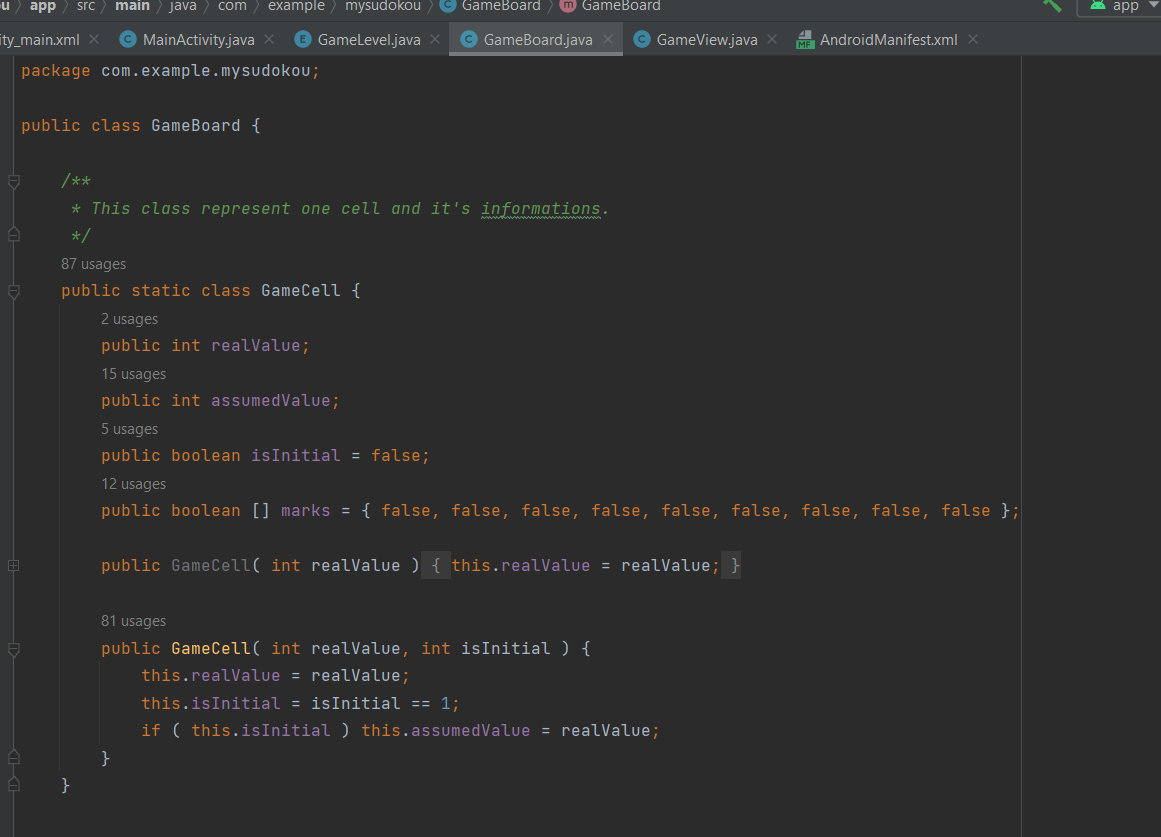 app src main java com example mysudokou C GameBoard m GameBoard app
ity_main.xml C MainActivity.java E GameLevel.java C GameBoard.java C GameView.java MF AndroidManifest.xml
package com.example.mysudokou;
public class GameBoard {
/**
* This class represent one cell and it's informations.
*/
87 usages
public static class GameCell {
2 usages
public int realValue;
15 usages
public int assumedValue;
5 usages
public boolean isInitial = false;
12 usages
public boolean [] marks = { false, false, false, false, false, false, false, false, false };
public GameCell( int realValue ) { this.realValue = realValue; }
81 usages
public GameCell( int realValue, int isInitial ) {
this.realValue = realValue;
this.isInitial = isInitial == 1;
if ( this.isInitial ) this.assumedValue = realValue;
}
}